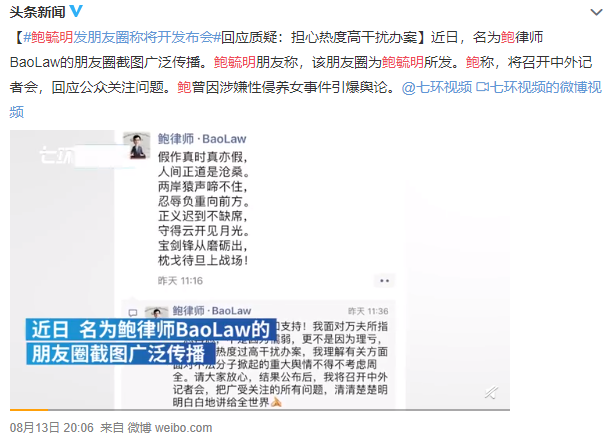 头条新闻
【#鲍毓明发朋友圈称将开发布会#回应质疑：担心热度高干扰办案】近日，名为鲍律师
BaoLaw的朋友圈截图广泛传播。鲍毓明朋友称，该朋友圈为鲍毓明所发。鲍称，将召开中外记
者会，回应公众关注问题。鲍曾因涉嫌性侵养女事件引爆舆论。@七环视频 七环视频的微博视
频
七环
鲍律师 · BaoLaw
假作真时真亦假，
人间正道是沧桑。
两岸猿声啼不住，
忍辱负重向前方。
正义迟到不缺席，
守得云开见月光。
宝剑锋从磨砺出，
枕戈待旦上战场！
昨天 11:16
鲍律师 · BaoLaw
昨天 11:36
和支持！我面对万夫所指
弱，更不是因为理亏，
热度过高干扰办案，我理解有关方面
面对不法分子掀起的重大舆情不得不考虑周
全。请大家放心，结果公布后，我将召开中外
记者会，把广受关注的所有问题，清清楚楚明
明白白地讲给全世界
近日 名为鲍律师BaoLaw的
朋友圈截图广泛传播
08月13日 20:06 来自 微博 weibo.com